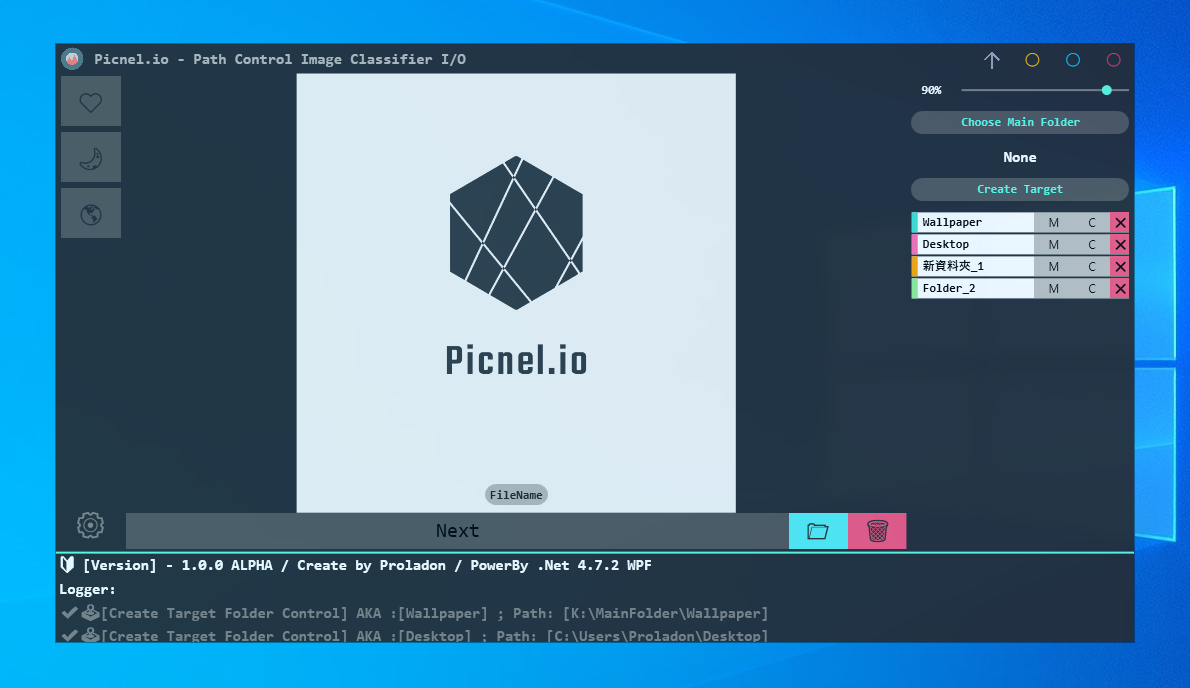 Picnel.io - Path Control Image Classifier I/O
90%
Choose Main Folder
None
Create Target
Wallpaper M C
Desktop M C
新資料夾_1 M C
Folder_2 M C
Picnel.io
FileName
Next
[Version] - 1.0.0 ALPHA / Create by Proladon / PowerBy .Net 4.7.2 WPF
Logger:
[Create Target Folder Control] AKA :[Wallpaper] ; Path: [K:\MainFolder\Wallpaper]
[Create Target Folder Control] AKA :[Desktop] ; Path: [C:\Users\Proladon\Desktop]